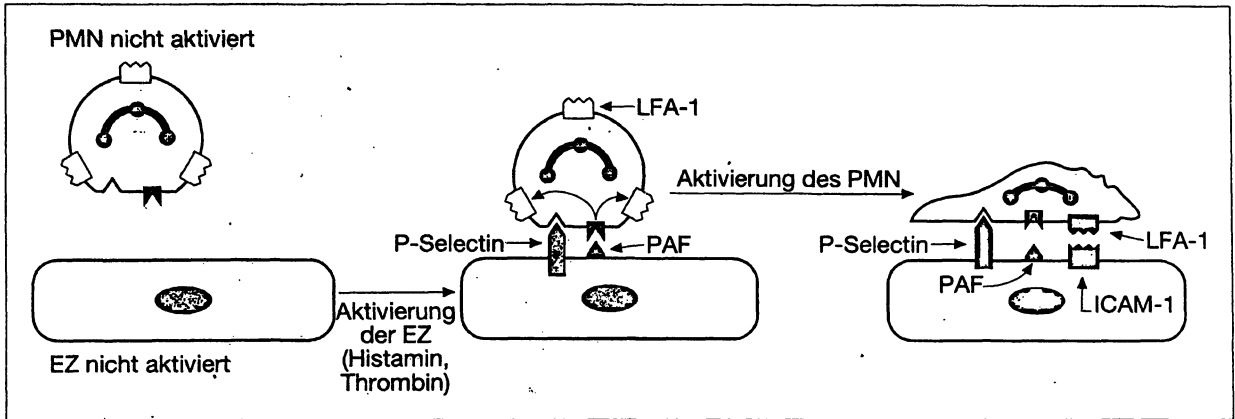 PMN nicht aktiviert
LFA-1
Aktivierung des PMN
P-Selectin
PAF
P-Selectin
LFA-1
PAF
ICAM-1
Aktivierung
der EZ
(Histamin,
Thrombin)
EZ nicht aktiviert